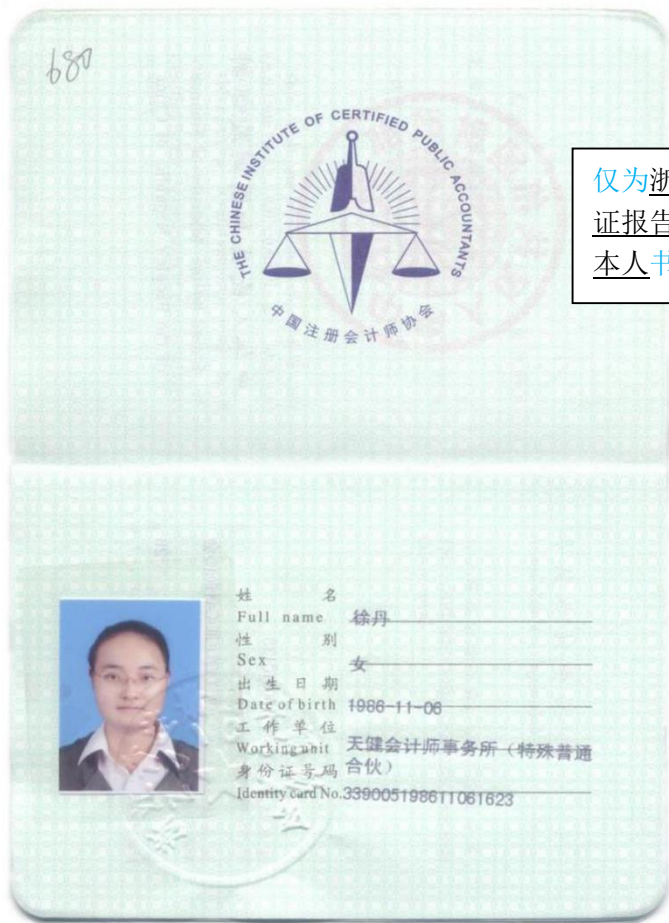 680
THE CHINESE INSTITUTE OF CERTIFIED PUBLIC ACCOUNTANTS
中国注册会计师协会
仅为浙
证报告
本人书
姓 名
Full name 徐丹
性 别
Sex 女
出 生 日 期
Date of birth 1986-11-06
工 作 单 位
Working unit 天健会计师事务所（特殊普通
合伙）
身份证号码
Identity card No. 339005198611061623